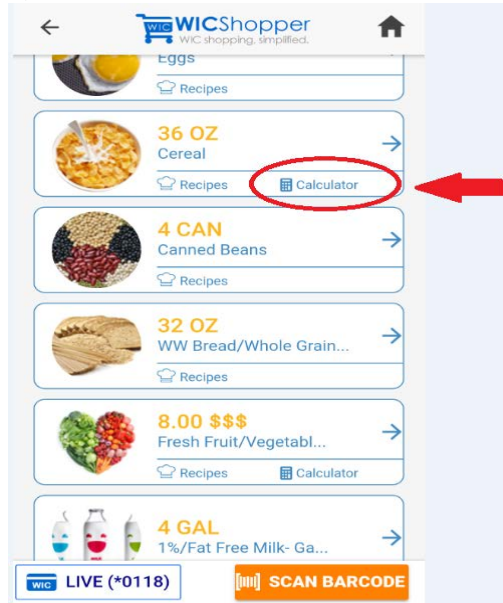 WIC WICShopper
WIC shopping, simplified.
Eggs
Recipes
36 OZ
Cereal
Recipes Calculator
4 CAN
Canned Beans
Recipes
32 OZ
WW Bread/Whole Grain...
Recipes
8.00 $$$
Fresh Fruit/Vegetabl...
Recipes Calculator
4 GAL
1%/Fat Free Milk- Ga...
WIC LIVE (*0118) SCAN BARCODE